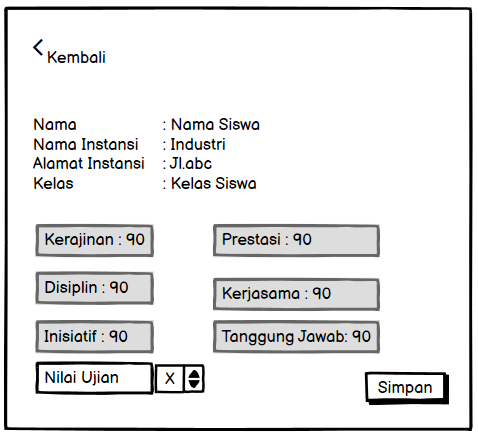 Kembali
Nama : Nama Siswa
Nama Instansi : Industri
Alamat Instansi : Jl.abc
Kelas : Kelas Siswa
Kerajinan : 90
Prestasi : 90
Disiplin : 90
Kerjasama : 90
Inisiatif : 90
Tanggung Jawab: 90
Nilai Ujian
X
Simpan